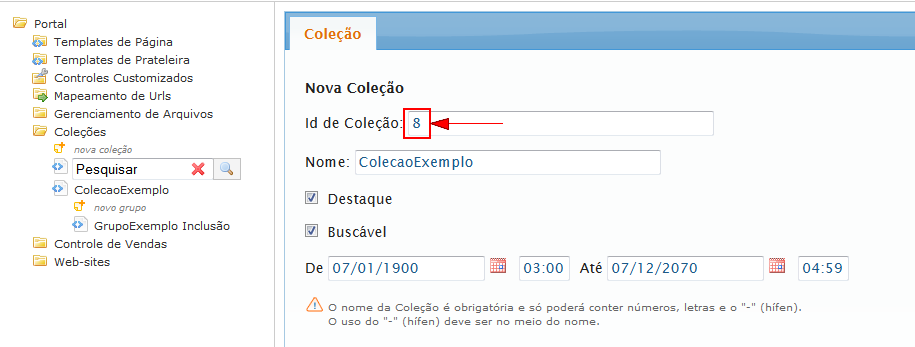 Portal
Templates de Página
Templates de Prateleira
Controles Customizados
Mapeamento de Urls
Gerenciamento de Arquivos
Coleções
nova coleção
Pesquisar
ColecaoExemplo
novo grupo
GrupoExemplo Inclusão
Controle de Vendas
Web-sites
Coleção
Nova Coleção
Id de Coleção: 8
Nome: ColecaoExemplo
Destaque
Buscável
De 07/01/1900 03:00 Até 07/12/2070 04:59
O nome da Coleção é obrigatória e só poderá conter números, letras e o "-" (hífen).
O uso do "-" (hífen) deve ser no meio do nome.